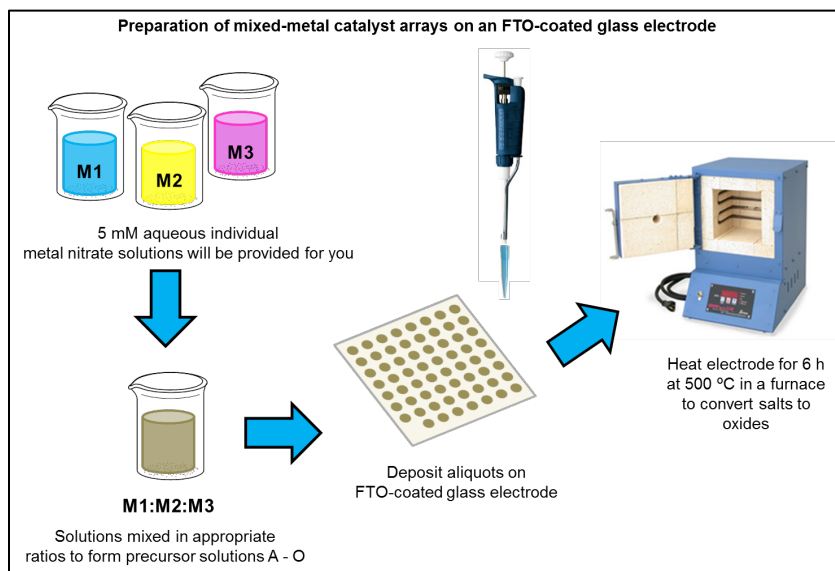 Preparation of mixed-metal catalyst arrays on an FTO-coated glass electrode
M1
M2
M3
5 mM aqueous individual
metal nitrate solutions will be provided for you
M1:M2:M3
Solutions mixed in appropriate
ratios to form precursor solutions A - O
Deposit aliquots on
FTO-coated glass electrode
Heat electrode for 6 h
at 500 ºC in a furnace
to convert salts to
oxides